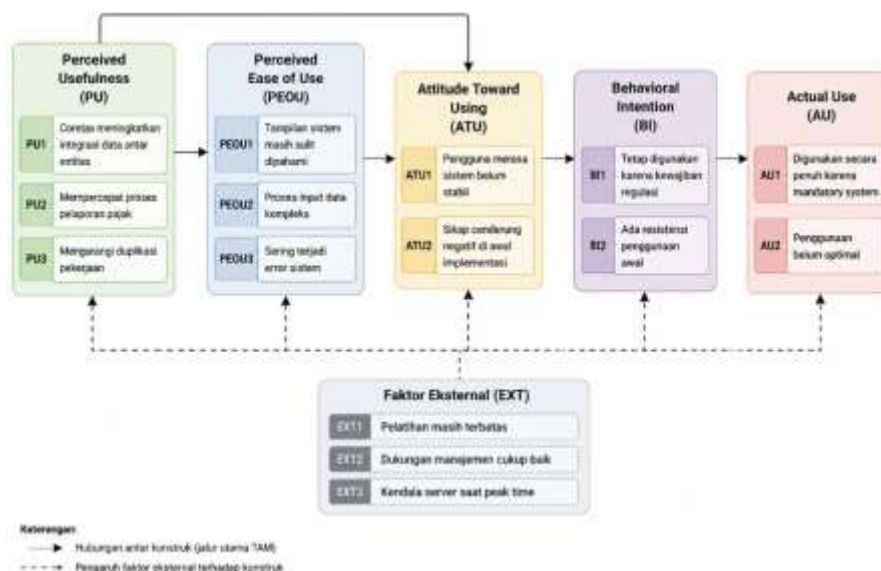 Perceived
Usefulness
(PU)
PU1
Coretax meningkatkan
integrasi data antar
entitas
PU2
Mempercepat proses
pelaporan pajak
PU3
Mengurangi duplikasi
pekerjaan
Perceived
Ease of Use
(PEOU)
PEOU1
Tampilan sistem
masih sulit
dipahami
PEOU2
Proses input data
kompleks
PEOU3
Sering terjadi
error sistem
Attitude Toward
Using
(ATU)
ATU1
Pengguna merasa
sistem belum
stabil
ATU2
Sikap cenderung
negatif di awal
implementasi
Behavioral
Intention
(BI)
BI1
Tetap digunakan
karena kewajiban
regulasi
BI2
Ada resistensi
penggunaan
awal
Actual Use
(AU)
AU1
Digunakan secara
penuh karena
mandatory system
AU2
Penggunaan
belum optimal
Faktor Eksternal (EXT)
EXT1
Pelatihan masih terbatas
EXT2
Dukungan manajemen cukup baik
EXT3
Kendala server saat peak time
Keterangan:
Hubungan antar konstruk (jalur utama TAM)
Pengaruh faktor eksternal terhadap konstruk